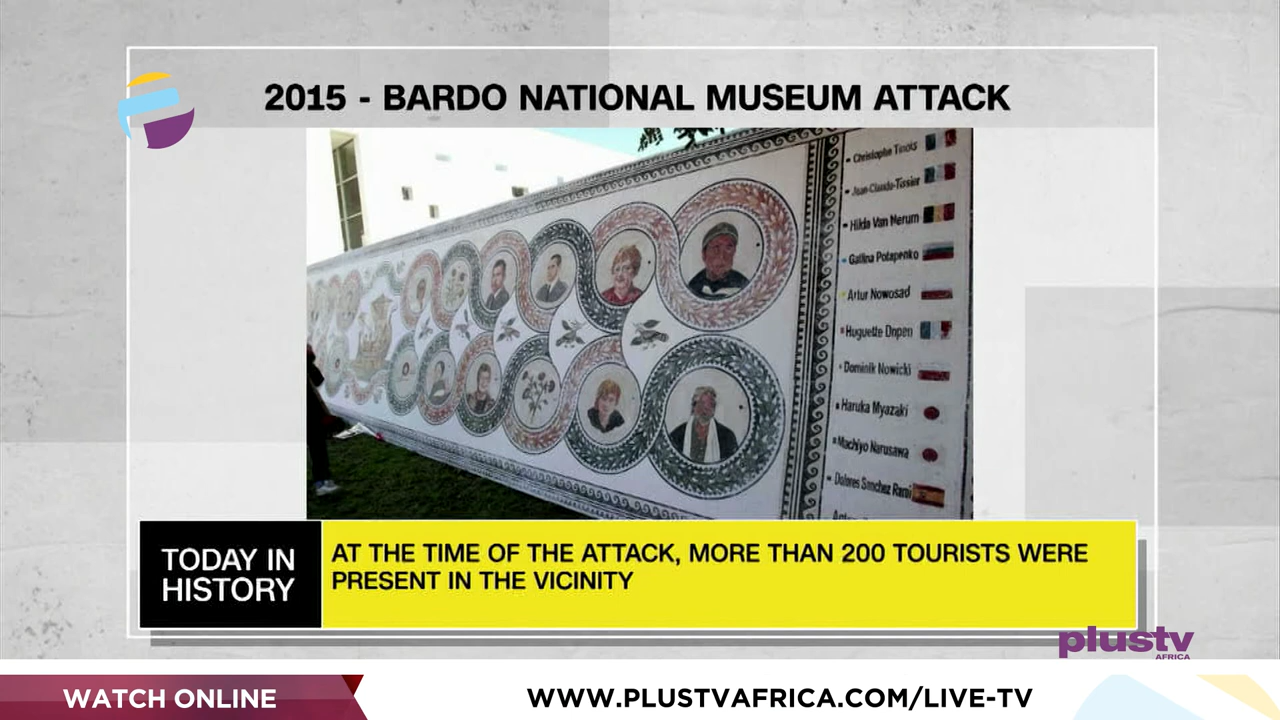 2015 - BARDO NATIONAL MUSEUM ATTACK
- Christophe Tinois
- Jean-Claude-Tissier
- Hilda Van Nerum
- Gallina Potapenko
- Artur Nowosad
Huguette Dnpen
- Dominik Nowicki
Haruka Myazaki
Machiyo Narusawa
- Dolores Sanchez Rami
TODAY IN
HISTORY
AT THE TIME OF THE ATTACK, MORE THAN 200 TOURISTS WERE
PRESENT IN THE VICINITY
plustv
AFRICA
WATCH ONLINE
WWW.PLUSTVAFRICA.COM/LIVE-TV